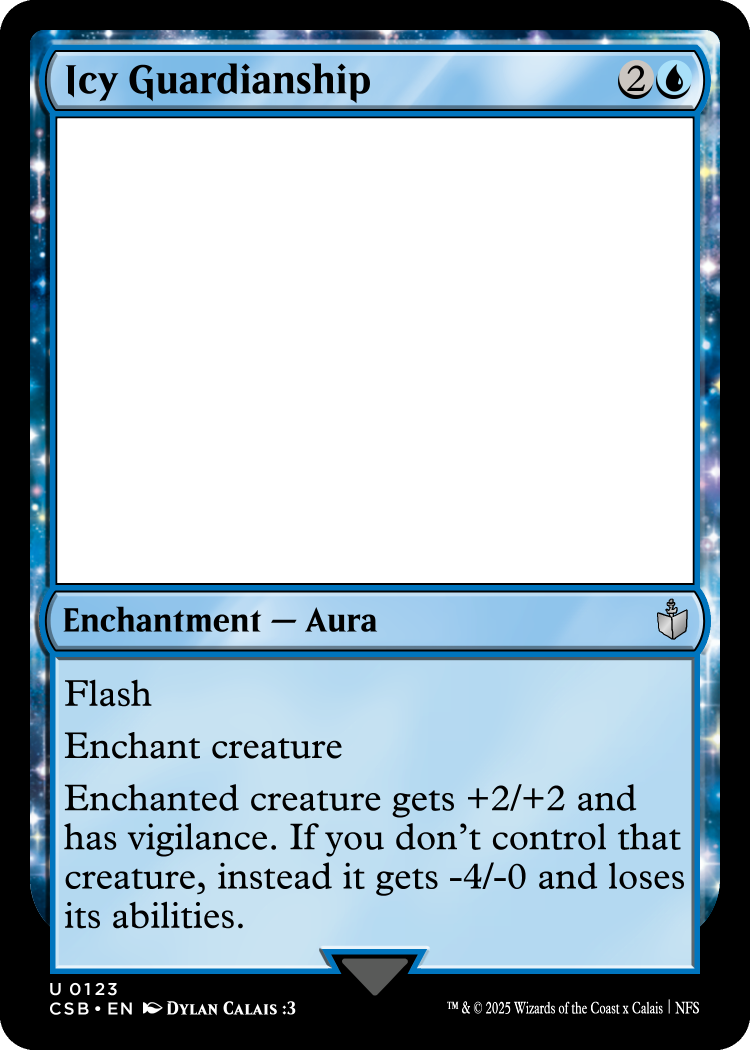 Icy Guardianship 2
Enchantment — Aura
Flash
Enchant creature
Enchanted creature gets +2/+2 and
has vigilance. If you don't control that
creature, instead it gets -4/-0 and loses
its abilities.
U 0123
CSB • EN DYLAN CALAIS :3
™ & © 2025 Wizards of the Coast x Calais | NFS